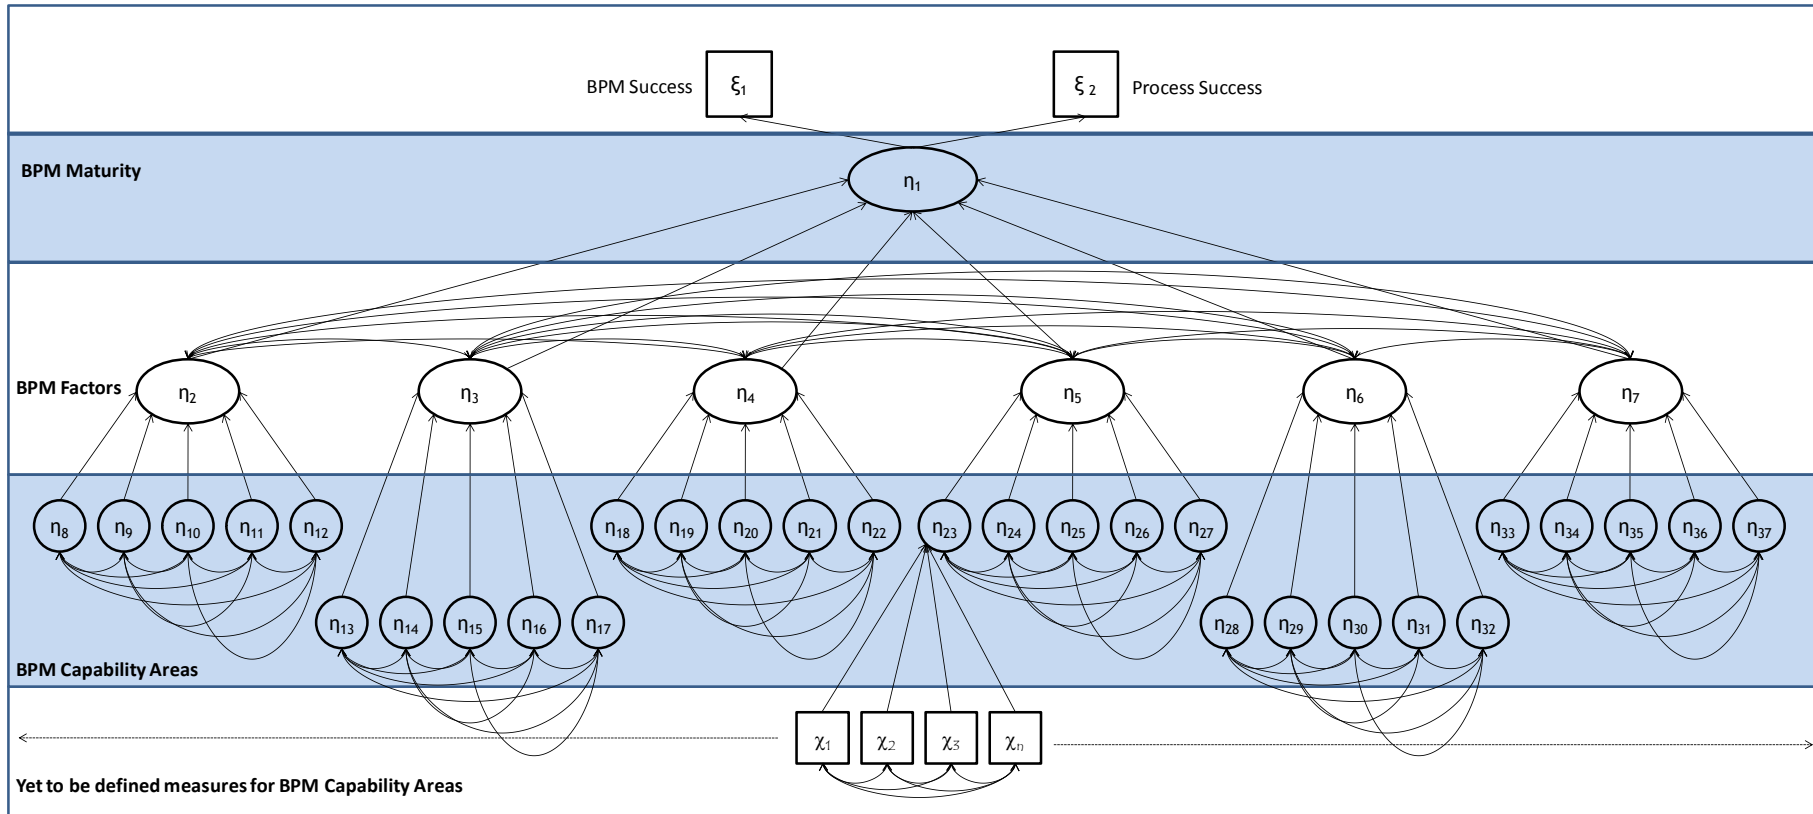 BPM Success
ξ1
ξ 2
Process Success
BPM Maturity
η1
BPM Factors
η2
η3
η4
η5
η6
η7
η8
η9
η10
η11
η12
η18
η19
η20
η21
η22
η23
η24
η25
η26
η27
η33
η34
η35
η36
η37
η13
η14
η15
η16
η17
η28
η29
η30
η31
η32
BPM Capability Areas
χ1
χ2
χ3
χn
Yet to be defined measures for BPM Capability Areas